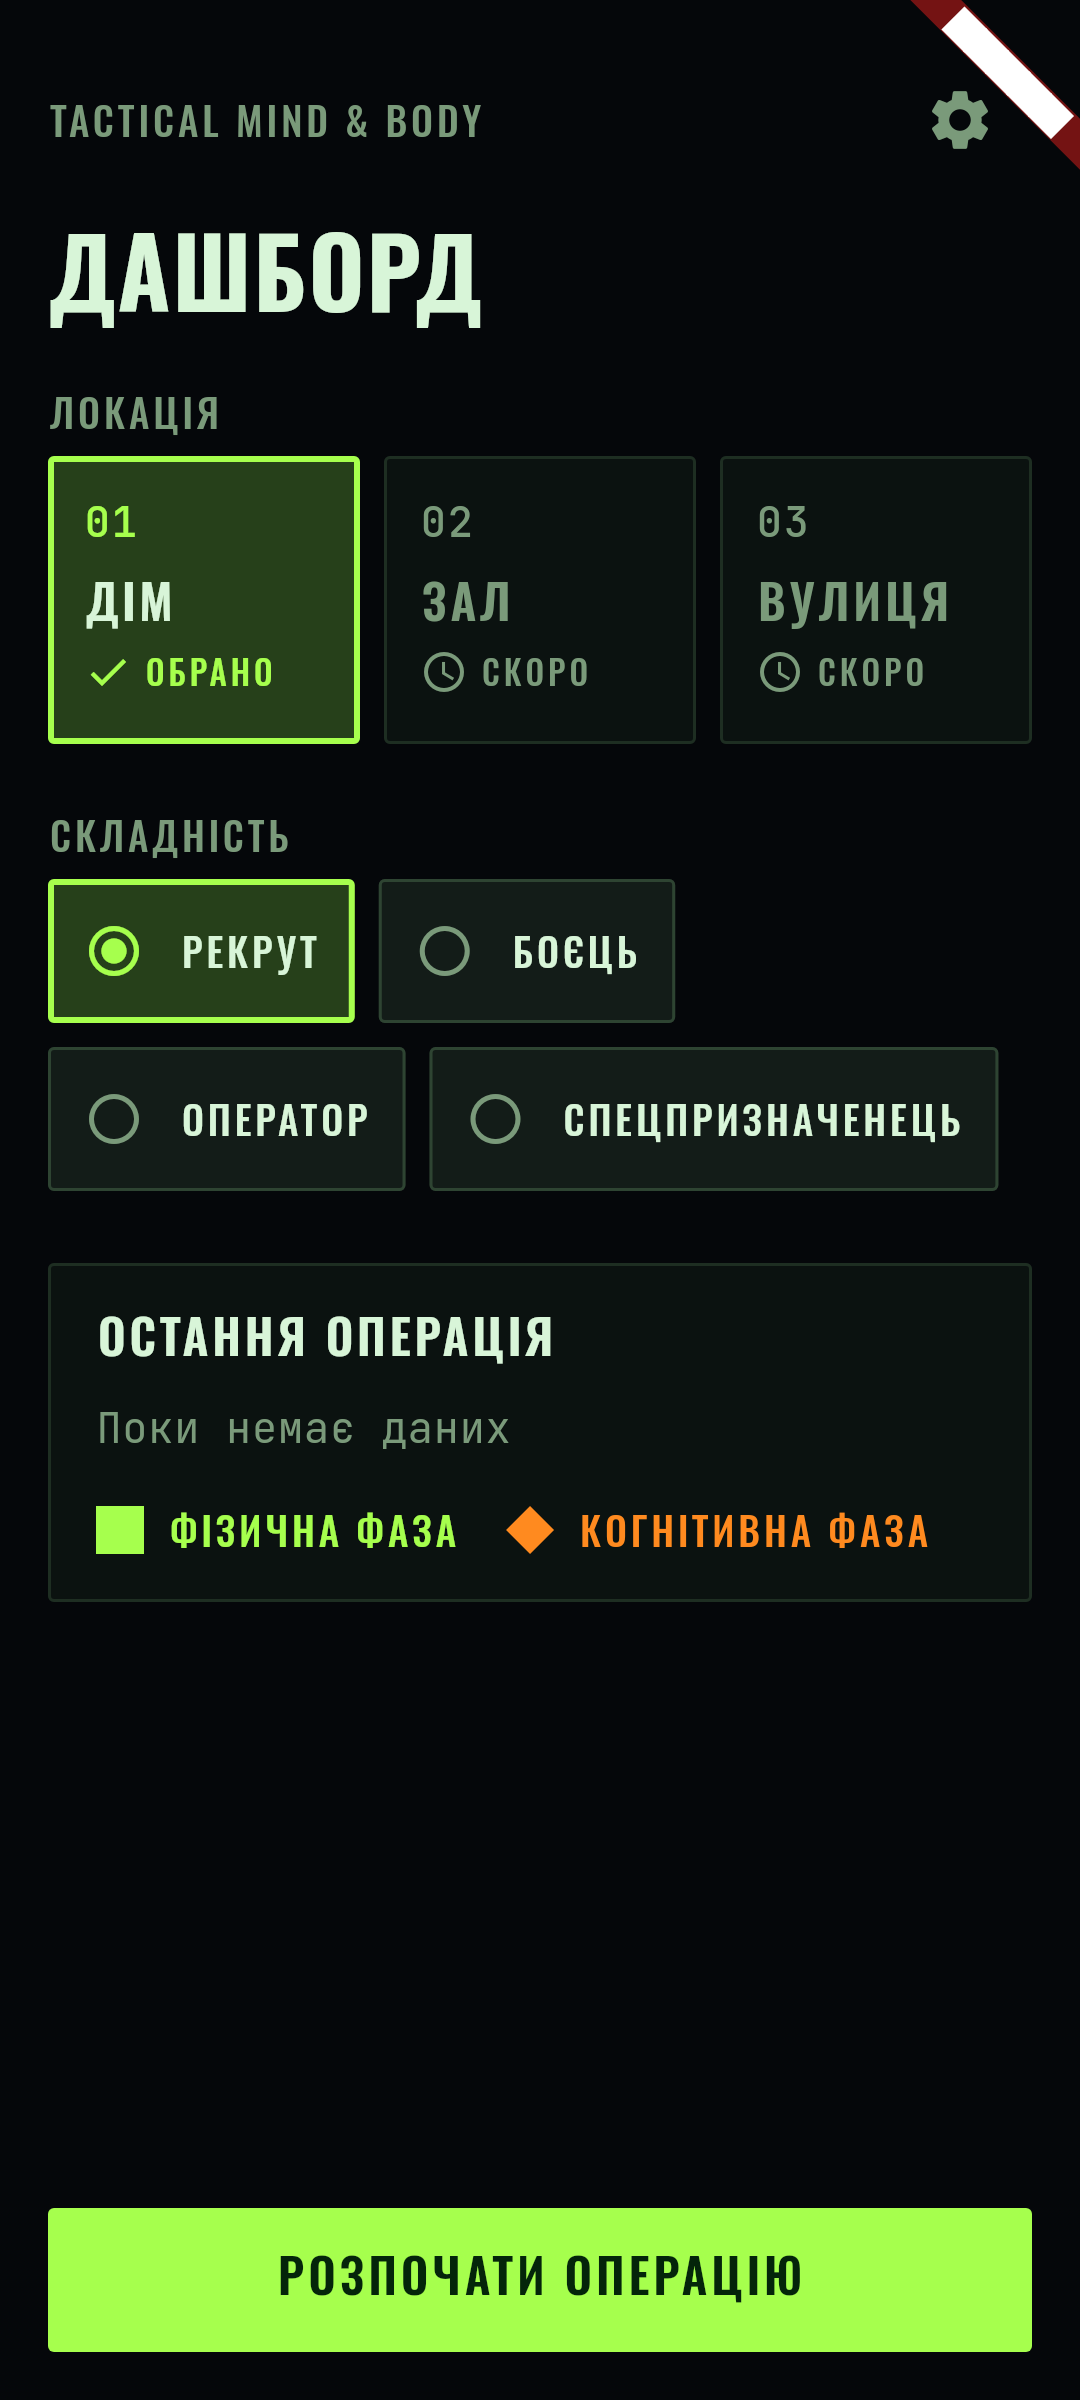 TACTICAL MIND & BODY
ДАШБОРД
ЛОКАЦІЯ
01
ДІМ
ОБРАНО
02
ЗАЛ
СКОРО
03
ВУЛИЦЯ
СКОРО
СКЛАДНІСТЬ
РЕКРУТ
БОЄЦЬ
ОПЕРАТОР
СПЕЦПРИЗНАЧЕНЕЦЬ
ОСТАННЯ ОПЕРАЦІЯ
Поки немає даних
ФІЗИЧНА ФАЗА
КОГНІТИВНА ФАЗА
РОЗПОЧАТИ ОПЕРАЦІЮ